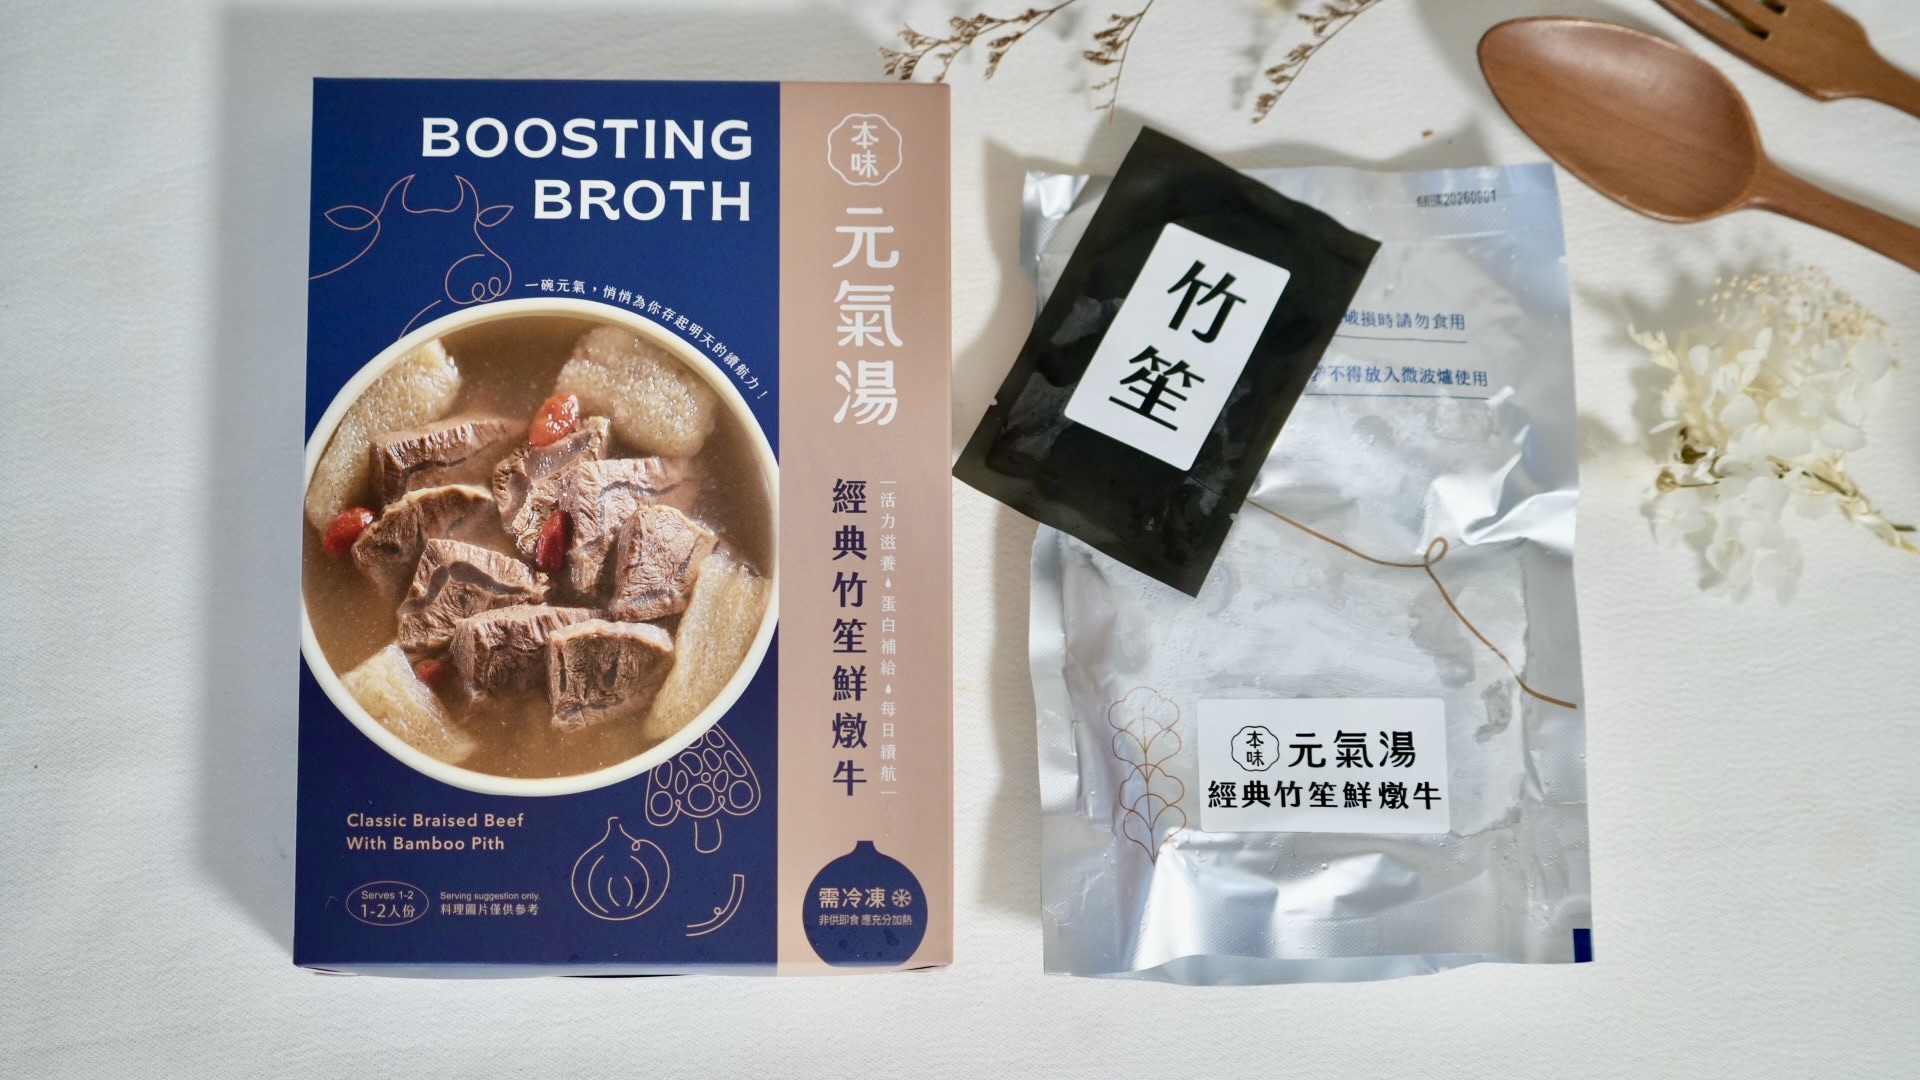 BOOSTING
BROTH
一碗元氣，悄悄為你存起明天的續航力！
Classic Braised Beef
With Bamboo Pith
Serves 1-2
1-2人份
Serving suggestion only.
料理圖片僅供參考
本味
元氣湯
經典竹笙鮮燉牛
活力滋養 蛋白補給 每日續航
需冷凍
非供即食 應充分加熱
竹笙
20260901
破損時請勿食用
不得放入微波爐使用
本味 元氣湯
經典竹笙鮮燉牛